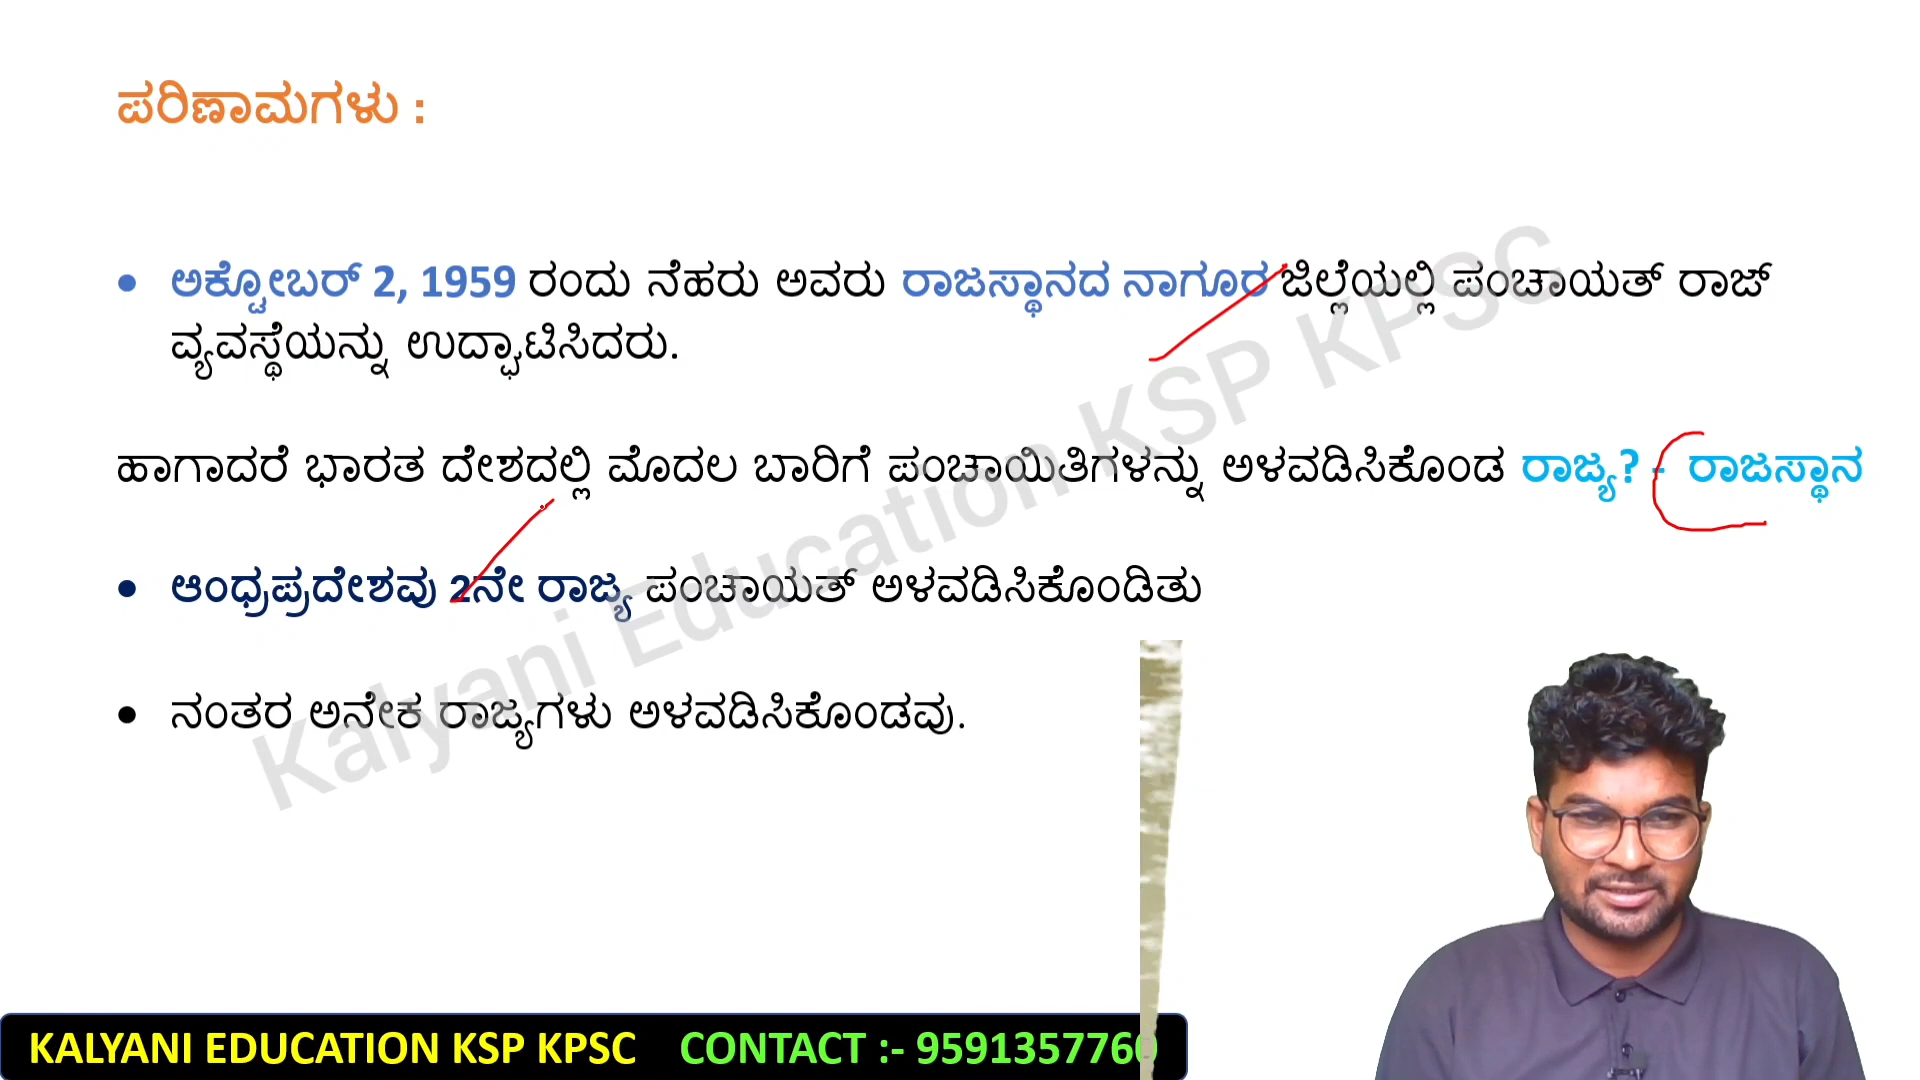 ಪರಿಣಾಮಗಳು :
• ಅಕ್ಟೋಬರ್ 2, 1959 ರಂದು ನೆಹರು ಅವರು ರಾಜಸ್ಥಾನದ ನಾಗೂರ ಜಿಲ್ಲೆಯಲ್ಲಿ ಪಂಚಾಯತ್ ರಾಜ್
ವ್ಯವಸ್ಥೆಯನ್ನು ಉದ್ಘಾಟಿಸಿದರು.
ಹಾಗಾದರೆ ಭಾರತ ದೇಶದಲ್ಲಿ ಮೊದಲ ಬಾರಿಗೆ ಪಂಚಾಯಿತಿಗಳನ್ನು ಅಳವಡಿಸಿಕೊಂಡ ರಾಜ್ಯ? - ರಾಜಸ್ಥಾನ
• ಆಂಧ್ರಪ್ರದೇಶವು 2ನೇ ರಾಜ್ಯ ಪಂಚಾಯತ್ ಅಳವಡಿಸಿಕೊಂಡಿತು
• ನಂತರ ಅನೇಕ ರಾಜ್ಯಗಳು ಅಳವಡಿಸಿಕೊಂಡವು.
Kalyani Education KSP KPSC
KALYANI EDUCATION KSP KPSC CONTACT :- 9591357760